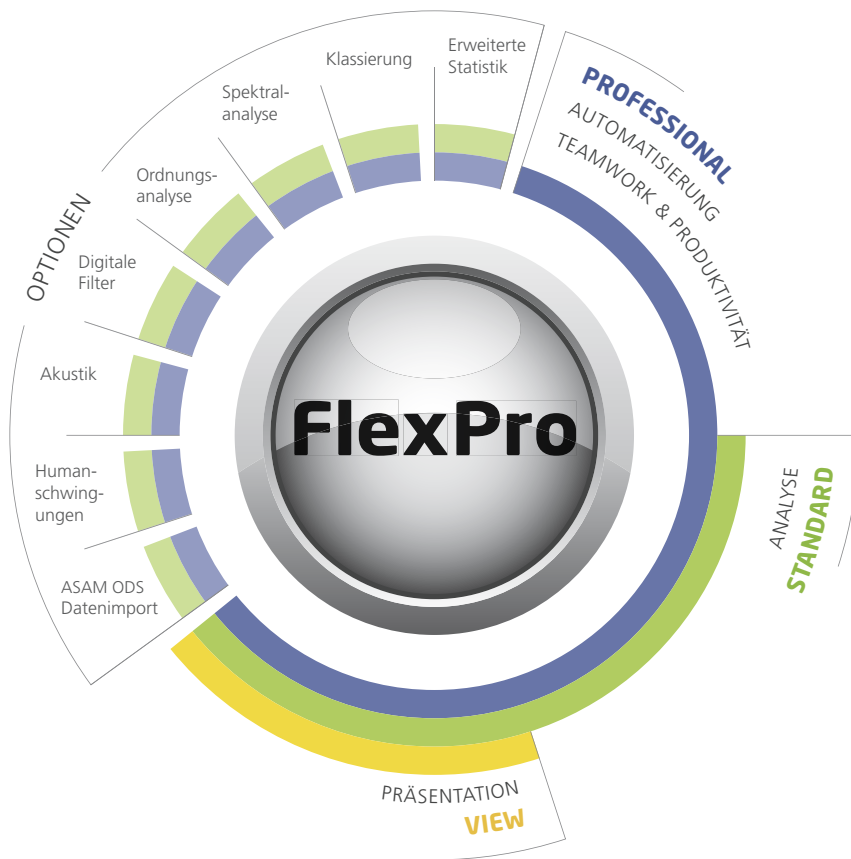 Erweiterte
Statistik
Klassierung
Spektral-
analyse
Ordnungs-
analyse
Digitale
Filter
Akustik
Human-
schwing-
ungen
ASAM ODS
Datenimport
OPTIONEN
PROFESSIONAL
AUTOMATISIERUNG
TEAMWORK & PRODUKTIVITÄT
FlexPro
ANALYSE
STANDARD
PRÄSENTATION
VIEW